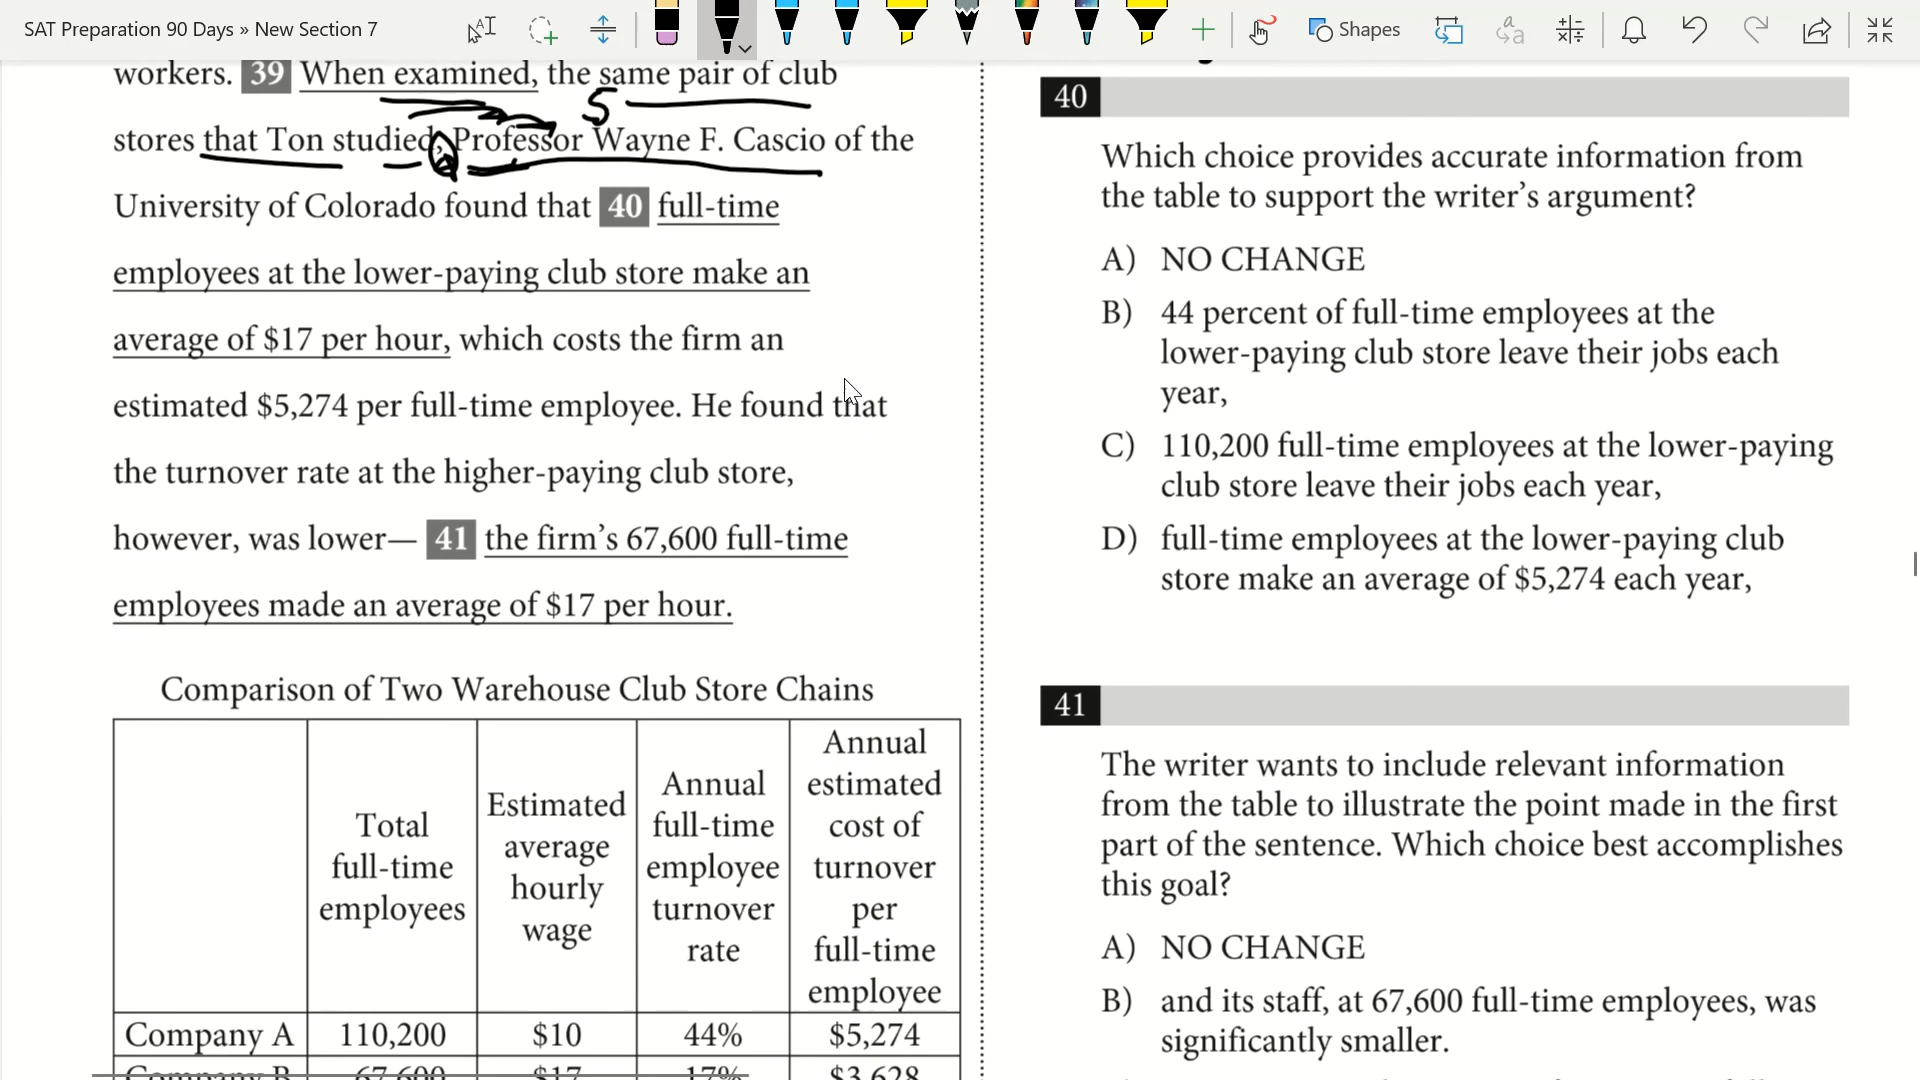 SAT Preparation 90 Days » New Section 7
Shapes
workers. 39 When examined, the same pair of club
S
stores that Ton studied, Professor Wayne F. Cascio of the
University of Colorado found that 40 full-time
employees at the lower-paying club store make an
average of $17 per hour, which costs the firm an
estimated $5,274 per full-time employee. He found that
the turnover rate at the higher-paying club store,
however, was lower— 41 the firm's 67,600 full-time
employees made an average of $17 per hour.
Comparison of Two Warehouse Club Store Chains
Total
full-time
employees
Estimated
average
hourly
wage
Annual
full-time
employee
turnover
rate
Annual
estimated
cost of
turnover
per
full-time
employee
Company A 110,200 $10 44% $5,274
Company B 67,600 $17 17% $3,628
40
Which choice provides accurate information from
the table to support the writer's argument?
A) NO CHANGE
B) 44 percent of full-time employees at the
lower-paying club store leave their jobs each
year,
C) 110,200 full-time employees at the lower-paying
club store leave their jobs each year,
D) full-time employees at the lower-paying club
store make an average of $5,274 each year,
41
The writer wants to include relevant information
from the table to illustrate the point made in the first
part of the sentence. Which choice best accomplishes
this goal?
A) NO CHANGE
B) and its staff, at 67,600 full-time employees, was
significantly smaller.